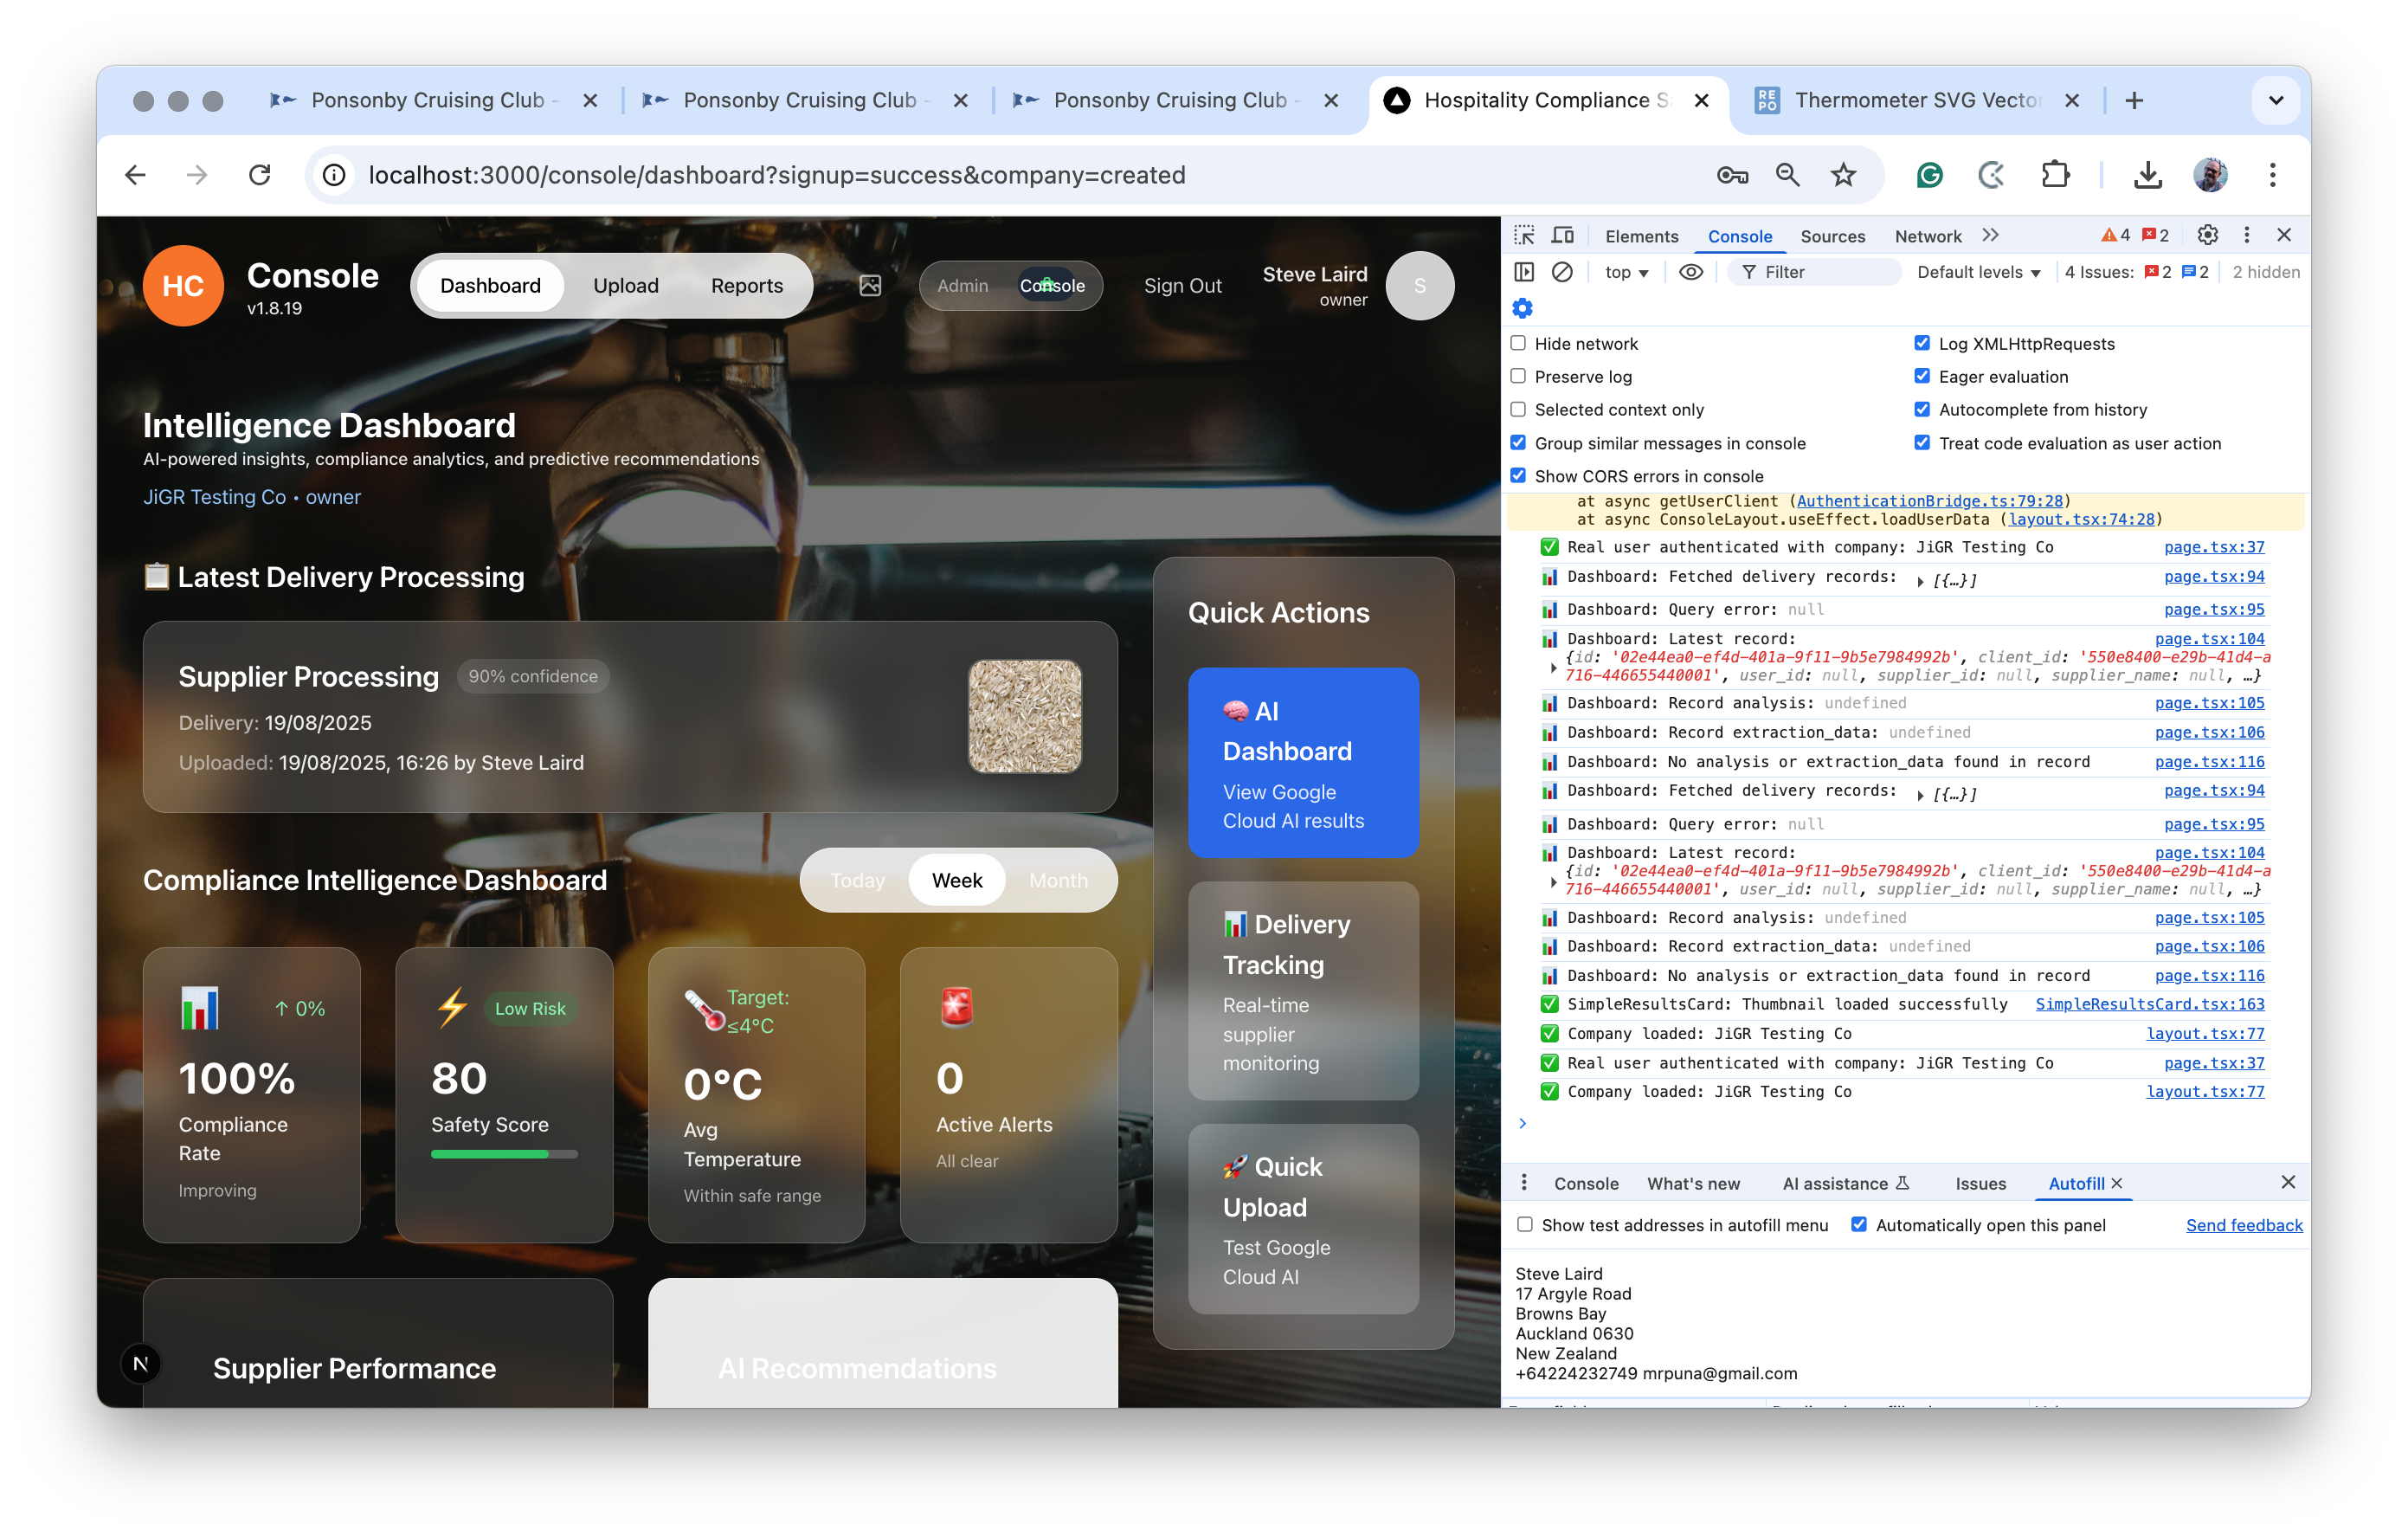 Ponsonby Cruising Club -
Ponsonby Cruising Club -
Ponsonby Cruising Club -
Hospitality Compliance S
REPO
Thermometer SVG Vector
localhost:3000/console/dashboard?signup=success&company=created
HC
Console
v1.8.19
Dashboard
Upload
Reports
Admin
Console
Sign Out
Steve Laird
owner
S
Intelligence Dashboard
AI-powered insights, compliance analytics, and predictive recommendations
JiGR Testing Co • owner
📋 Latest Delivery Processing
Supplier Processing
90% confidence
Delivery: 19/08/2025
Uploaded: 19/08/2025, 16:26 by Steve Laird
Compliance Intelligence Dashboard
Today
Week
Month
↑ 0%
100%
Compliance
Rate
Improving
Low Risk
80
Safety Score
Target:
≤4°C
0°C
Avg
Temperature
Within safe range
0
Active Alerts
All clear
Supplier Performance
AI Recommendations
N
Quick Actions
🧠 AI
Dashboard
View Google
Cloud AI results
📊 Delivery
Tracking
Real-time
supplier
monitoring
🚀 Quick
Upload
Test Google
Cloud AI
Elements
Console
Sources
Network
4
2
top
Filter
Default levels
4 Issues: 2 2
2 hidden
Hide network
Log XMLHttpRequests
Preserve log
Eager evaluation
Selected context only
Autocomplete from history
Group similar messages in console
Treat code evaluation as user action
Show CORS errors in console
at async getUserClient (AuthenticationBridge.ts:79:28)
at async ConsoleLayout.useEffect.loadUserData (layout.tsx:74:28)
✅ Real user authenticated with company: JiGR Testing Co page.tsx:37
📊 Dashboard: Fetched delivery records: ▶ [{…}] page.tsx:94
📊 Dashboard: Query error: null page.tsx:95
📊 Dashboard: Latest record: page.tsx:104
{id: '02e44ea0-ef4d-401a-9f11-9b5e7984992b', client_id: '550e8400-e29b-41d4-a
716-446655440001', user_id: null, supplier_id: null, supplier_name: null, …}
📊 Dashboard: Record analysis: undefined page.tsx:105
📊 Dashboard: Record extraction_data: undefined page.tsx:106
📊 Dashboard: No analysis or extraction_data found in record page.tsx:116
📊 Dashboard: Fetched delivery records: ▶ [{…}] page.tsx:94
📊 Dashboard: Query error: null page.tsx:95
📊 Dashboard: Latest record: page.tsx:104
{id: '02e44ea0-ef4d-401a-9f11-9b5e7984992b', client_id: '550e8400-e29b-41d4-a
716-446655440001', user_id: null, supplier_id: null, supplier_name: null, …}
📊 Dashboard: Record analysis: undefined page.tsx:105
📊 Dashboard: Record extraction_data: undefined page.tsx:106
📊 Dashboard: No analysis or extraction_data found in record page.tsx:116
✅ SimpleResultsCard: Thumbnail loaded successfully SimpleResultsCard.tsx:163
✅ Company loaded: JiGR Testing Co layout.tsx:77
✅ Real user authenticated with company: JiGR Testing Co page.tsx:37
✅ Company loaded: JiGR Testing Co layout.tsx:77
Console
What's new
AI assistance
Issues
Autofill
Show test addresses in autofill menu
Automatically open this panel
Send feedback
Steve Laird
17 Argyle Road
Browns Bay
Auckland 0630
New Zealand
+64224232749 mrpuna@gmail.com